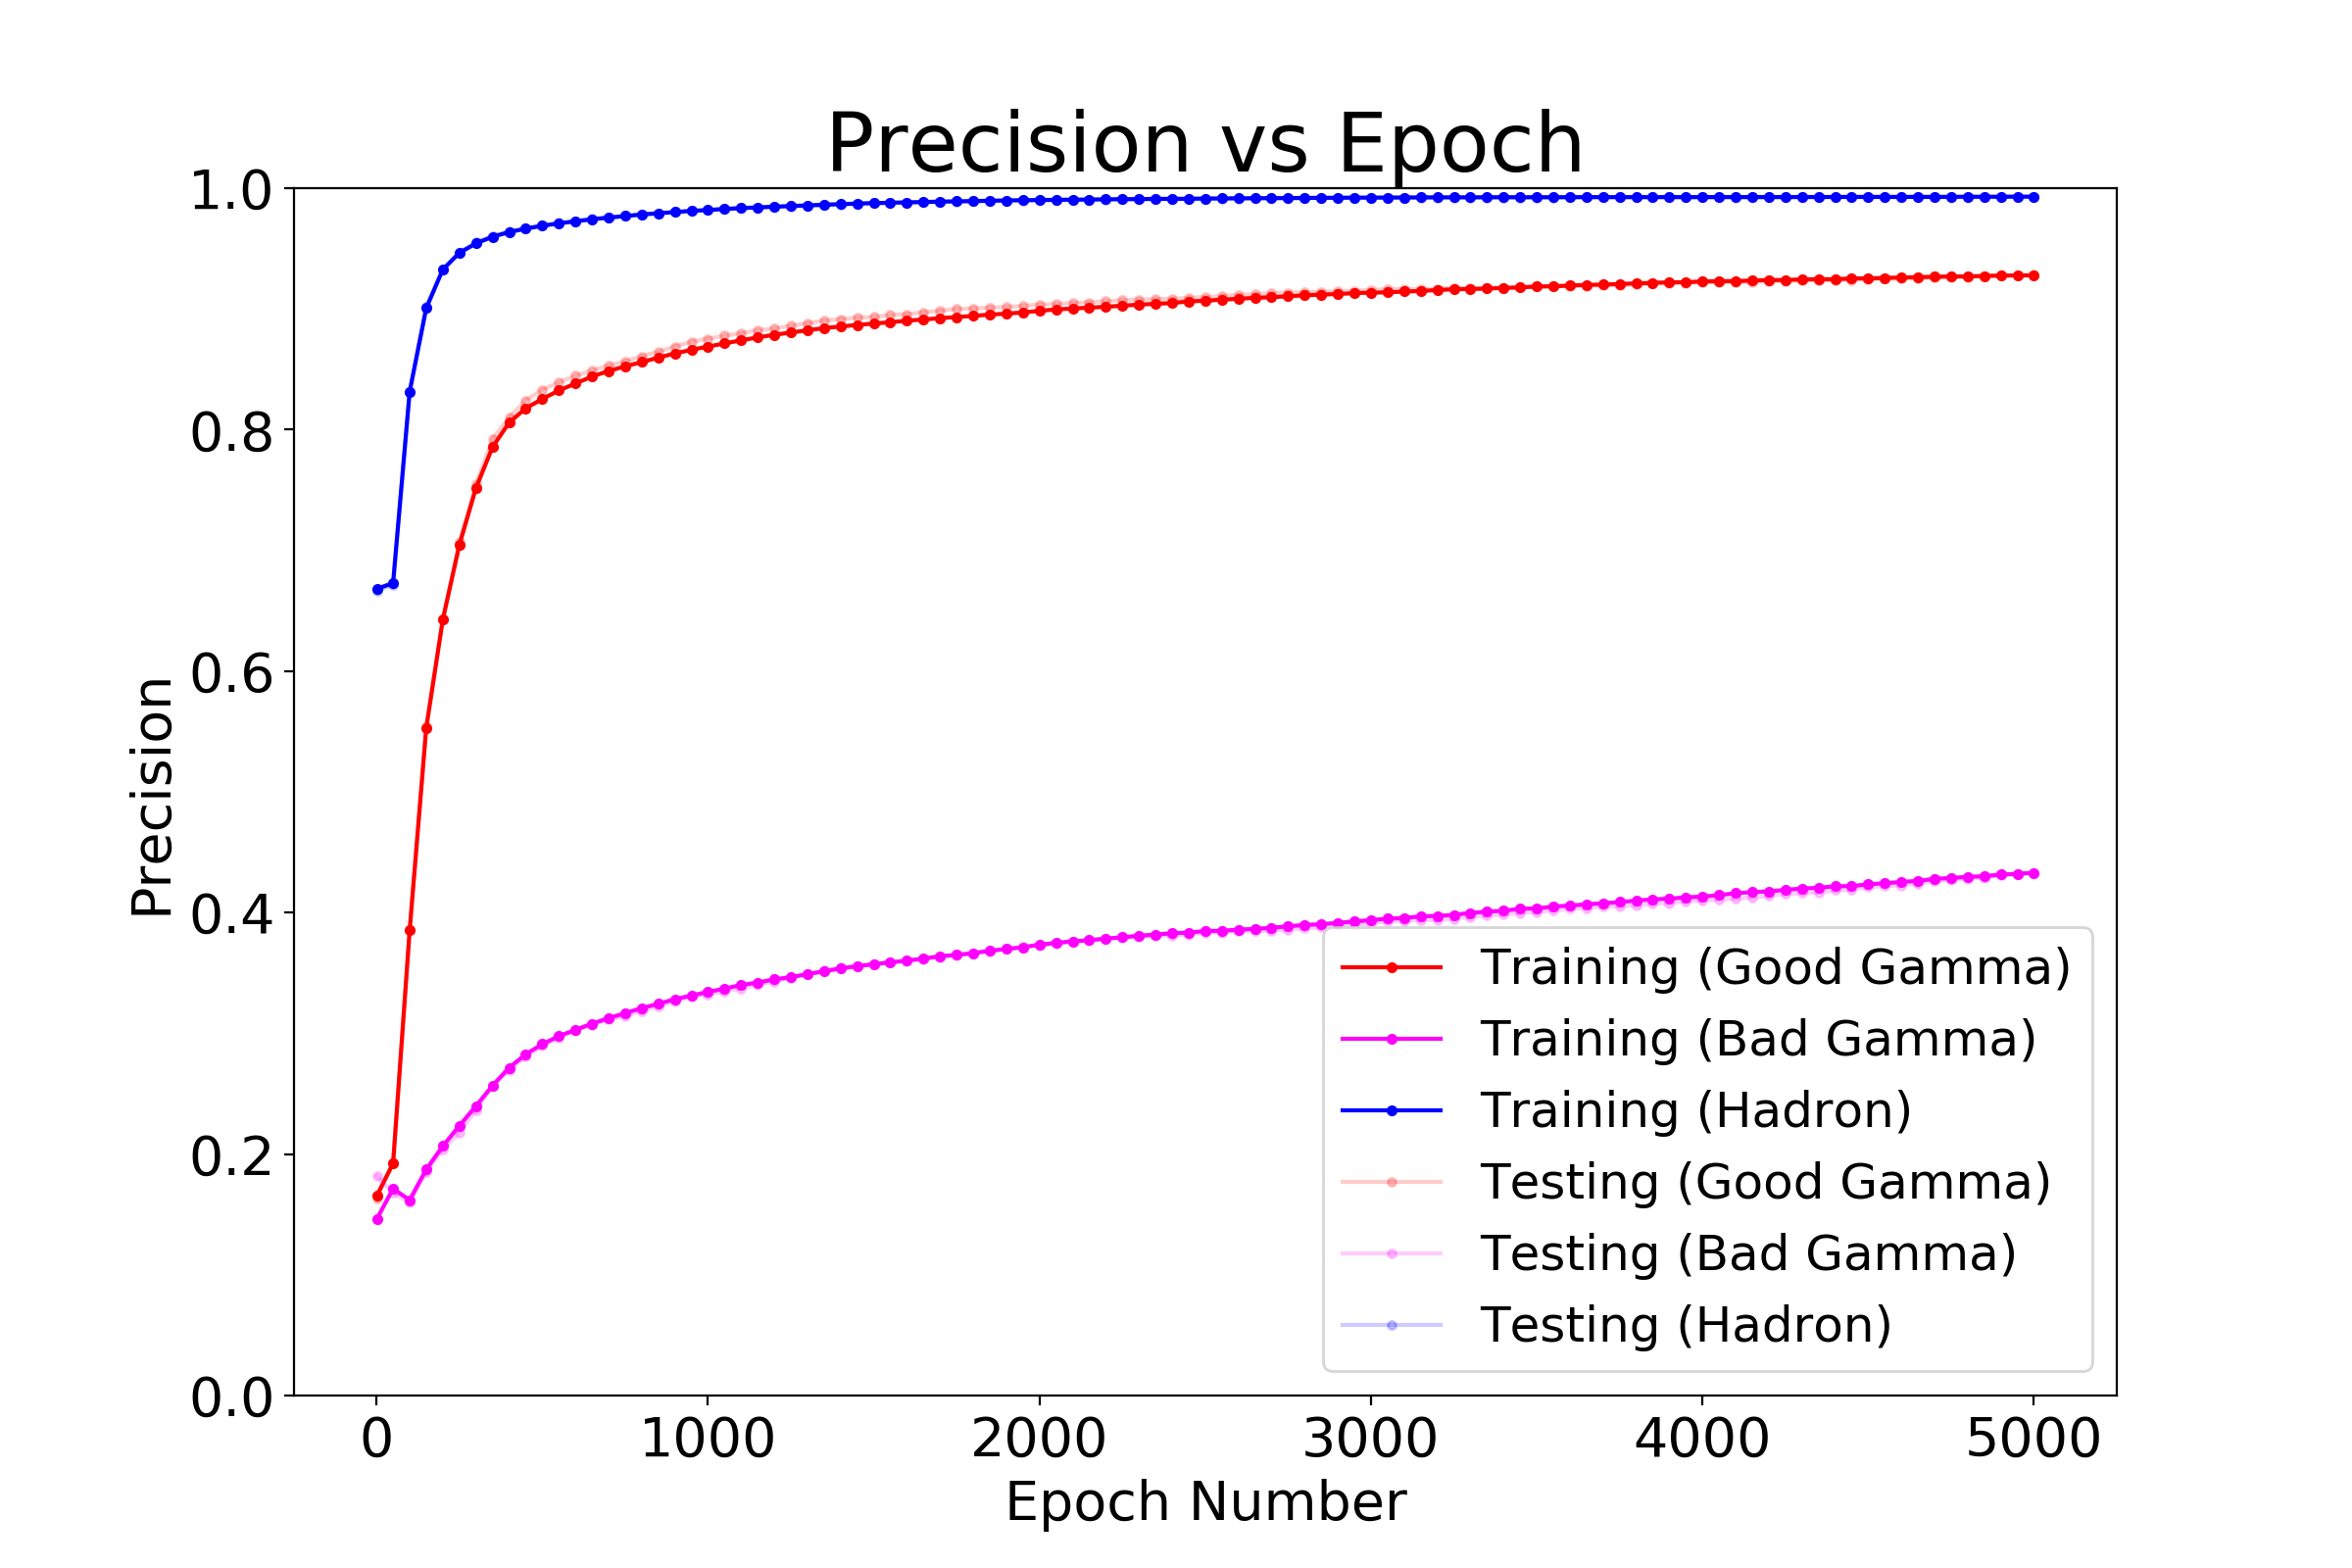 Precision vs Epoch
1.0
0.8
0.6
0.4
0.2
0.0
Precision
Training (Good Gamma)
Training (Bad Gamma)
Training (Hadron)
Testing (Good Gamma)
Testing (Bad Gamma)
Testing (Hadron)
0 1000 2000 3000 4000 5000
Epoch Number